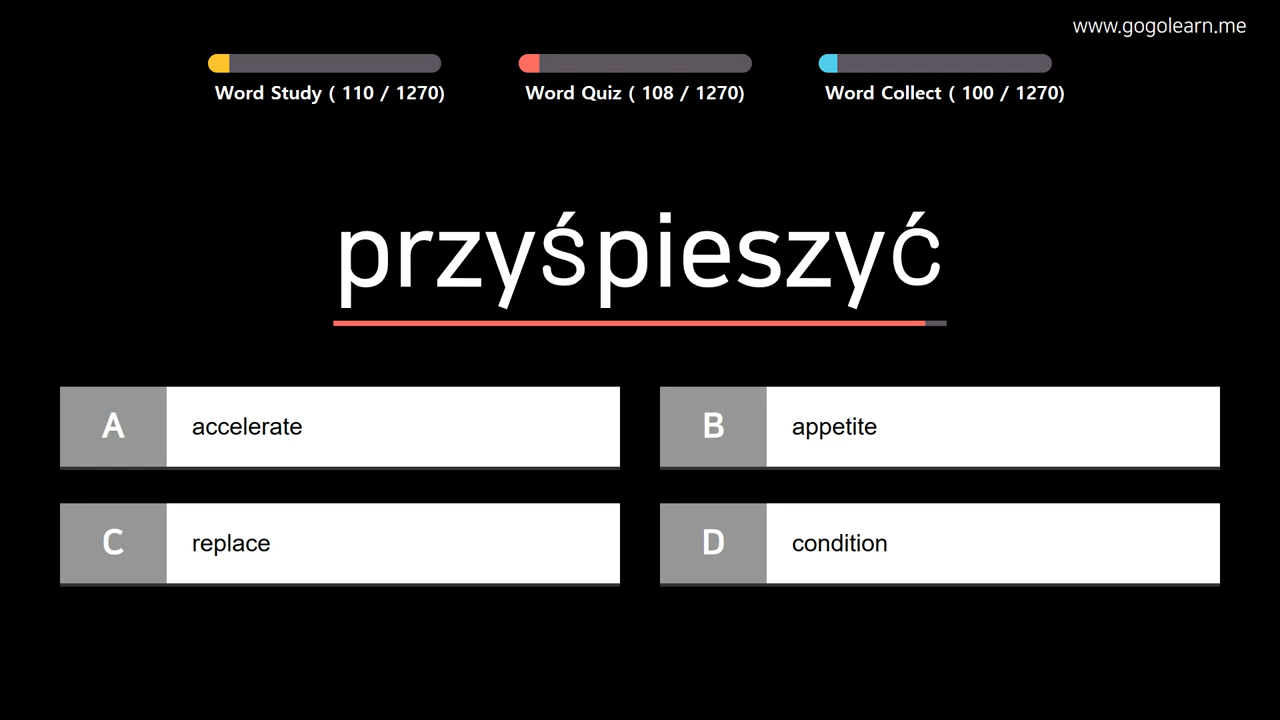 www.gogolearn.me
Word Study ( 110 / 1270)
Word Quiz ( 108 / 1270)
Word Collect ( 100 / 1270)
przyśpieszyć
A accelerate
B appetite
C replace
D condition